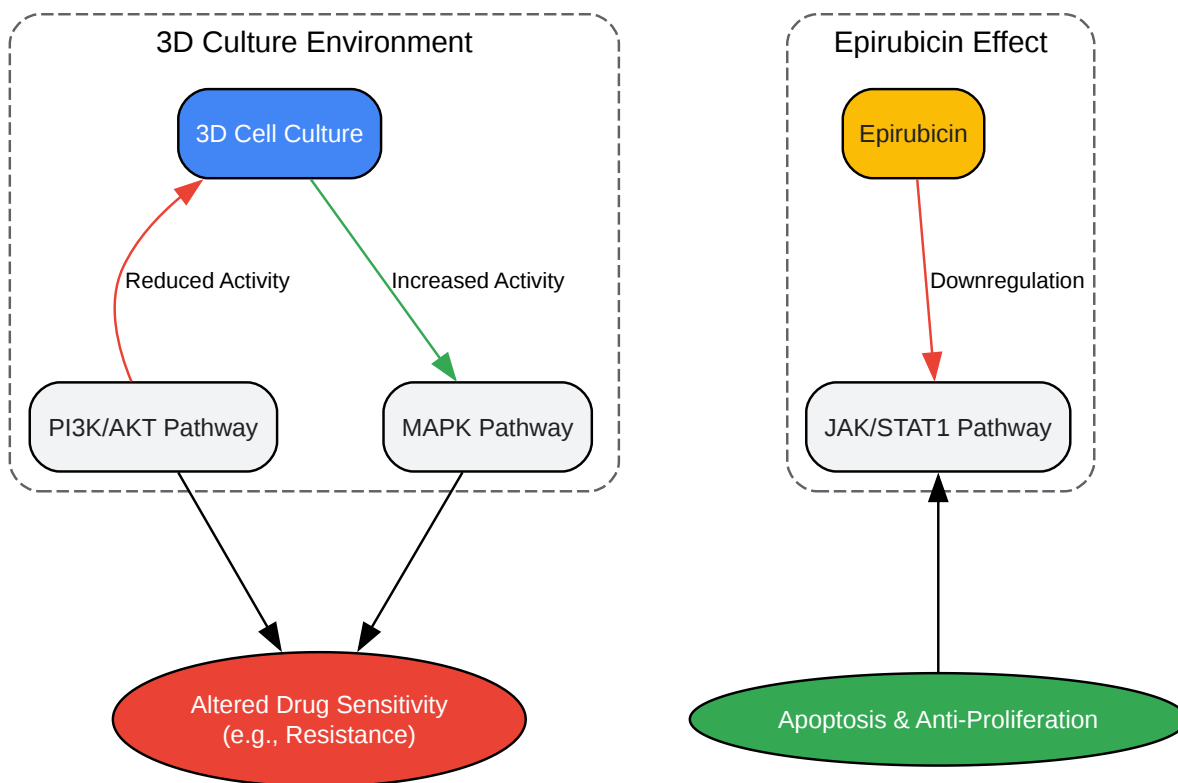 3D Culture Environment
3D Cell Culture
Reduced Activity
Increased Activity
PI3K/AKT Pathway
MAPK Pathway
Altered Drug Sensitivity
(e.g., Resistance)
Epirubicin Effect
Epirubicin
Downregulation
JAK/STAT1 Pathway
Apoptosis & Anti-Proliferation